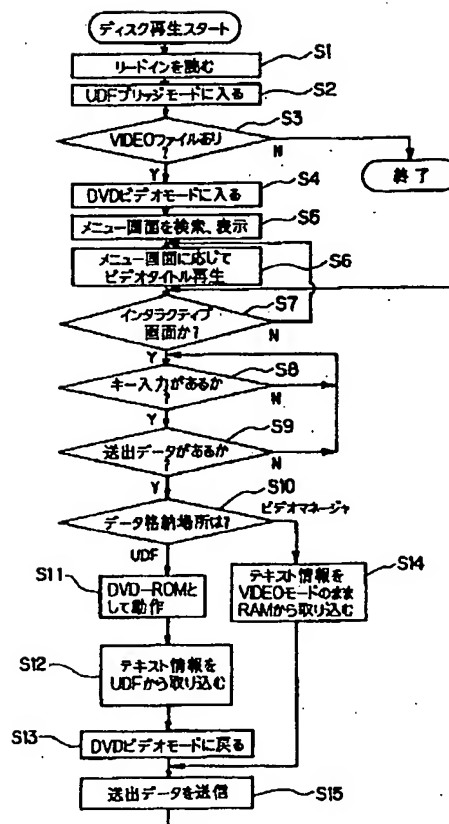 ディスク再生スタート
S1
リードインを読む
S2
UDFブリッジモードに入る
S3
VIDEOファイルあり
?
N
Y
終了
S4
DVDビデオモードに入る
S5
メニュー画面を検索、表示
S6
メニュー画面に応じて
ビデオタイトル再生
S7
インタラクティブ
画面か?
N
Y
S8
キー入力があるか
?
N
Y
S9
送出データがあるか
?
N
Y
S10
データ格納場所は?
ビデオマネージャ
UDF
S11
DVD-ROMと
して動作
S14
テキスト情報を
VIDEOモードのまま
RAMから取り込む
S12
テキスト情報を
UDFから取り込む
S13
DVDビデオモードに戻る
S15
送出データを送信